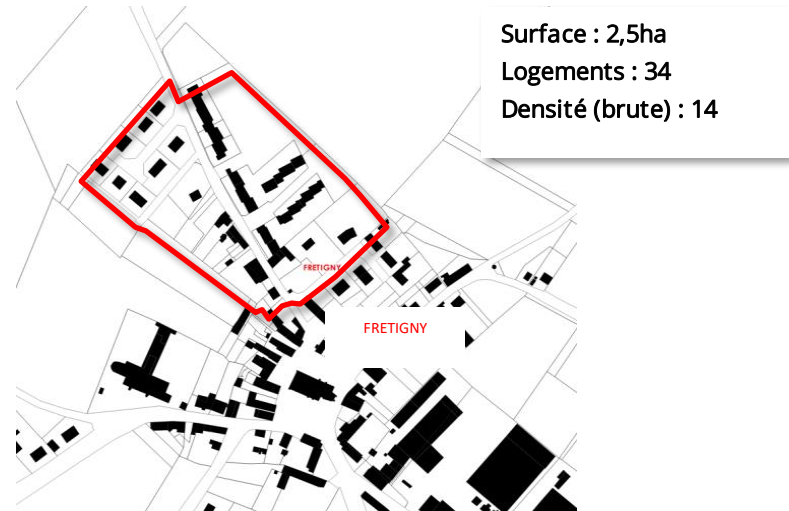 Surface : 2,5ha
Logements : 34
Densité (brute) : 14
FRETIGNY
FRETIGNY